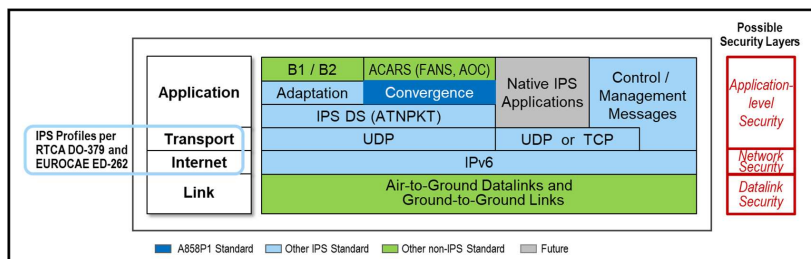 Possible
Security Layers
Application
B1 / B2
ACARS (FANS, AOC)
Native IPS
Applications
Control /
Management
Messages
Application-
level
Security
Adaptation
Convergence
IPS DS (ATNPKT)
IPS Profiles per
RTCA DO-379 and
EUROCAE ED-262
Transport
UDP
UDP or TCP
Internet
IPv6
Network
Security
Link
Air-to-Ground Datalinks and
Ground-to-Ground Links
Datalink
Security
A858P1 Standard
Other IPS Standard
Other non-IPS Standard
Future